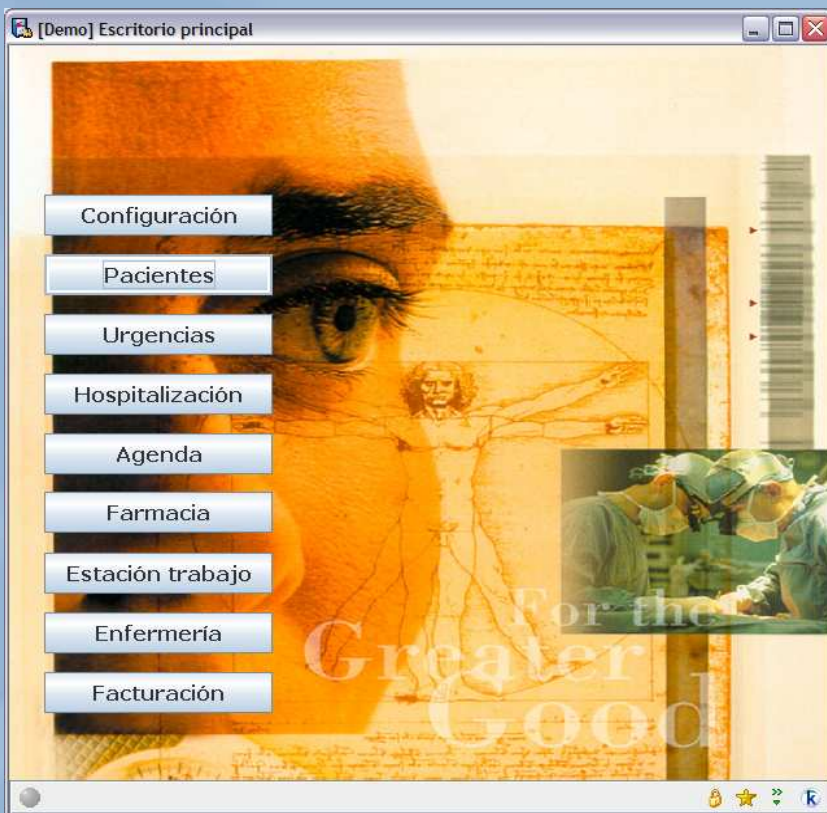 [Demo] Escritorio principal
Configuración
Pacientes
Urgencias
Hospitalización
Agenda
Farmacia
Estación trabajo
Enfermería
Facturación
For the
Greater
Good